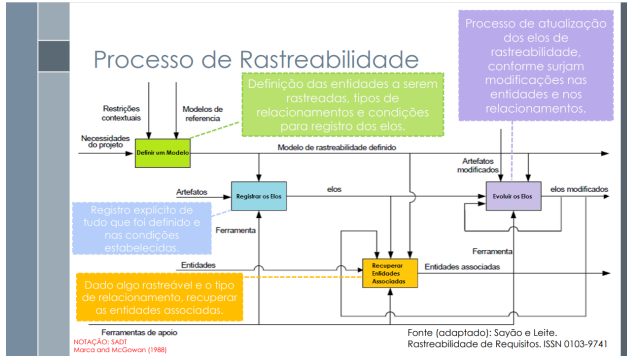 Processo de Rastreabilidade
Processo de atualização
dos elos de
rastreabilidade,
conforme surjam
modificações nas
entidades e nos
relacionamentos.
Definição das entidades a serem
rastreadas, tipos de
relacionamentos e condições
para registro dos elos.
Restrições
contextuais
Modelos de
referencia
Necessidades
do projeto
Definir um Modelo
Modelo de rastreabilidade definido
Artefatos
modificados
Artefatos
Registrar os Elos
elos
Evoluir os Elos
elos modificados
Registro explícito de
tudo que foi definido e
nas condições
estabelecidas.
Ferramenta
Ferramenta
Entidades
Recuperar
Entidades
Associadas
Entidades associadas
Dado algo rastreável e o tipo
de relacionamento, recuperar
as entidades associadas.
Ferramentas de apoio
NOTAÇÃO: SADT
Marca and McGowan (1988)
Fonte (adaptado): Sayão e Leite.
Rastreabilidade de Requisitos. ISSN 0103-9741